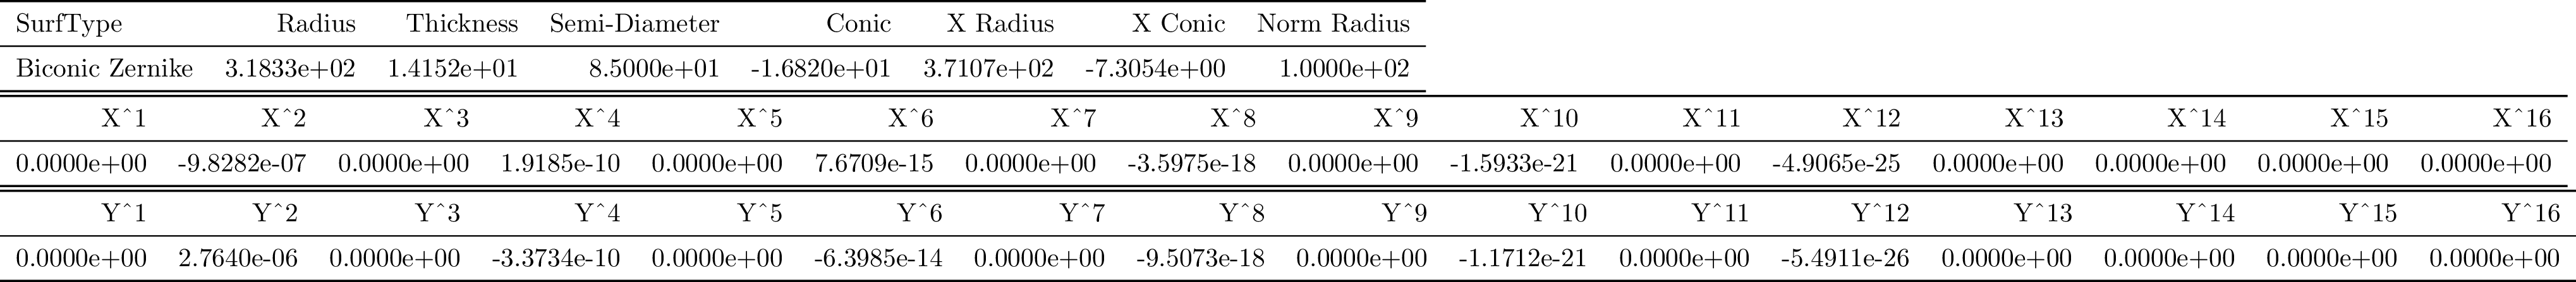 SurfType Radius Thickness Semi-Diameter Conic X Radius X Conic Norm Radius
Biconic Zernike 3.1833e+02 1.4152e+01 8.5000e+01 -1.6820e+01 3.7107e+02 -7.3054e+00 1.0000e+02
X^1 X^2 X^3 X^4 X^5 X^6 X^7 X^8 X^9 X^10 X^11 X^12 X^13 X^14 X^15 X^16
0.0000e+00 -9.8282e-07 0.0000e+00 1.9185e-10 0.0000e+00 7.6709e-15 0.0000e+00 -3.5975e-18 0.0000e+00 -1.5933e-21 0.0000e+00 -4.9065e-25 0.0000e+00 0.0000e+00 0.0000e+00 0.0000e+00
Y^1 Y^2 Y^3 Y^4 Y^5 Y^6 Y^7 Y^8 Y^9 Y^10 Y^11 Y^12 Y^13 Y^14 Y^15 Y^16
0.0000e+00 2.7640e-06 0.0000e+00 -3.3734e-10 0.0000e+00 -6.3985e-14 0.0000e+00 -9.5073e-18 0.0000e+00 -1.1712e-21 0.0000e+00 -5.4911e-26 0.0000e+00 0.0000e+00 0.0000e+00 0.0000e+00